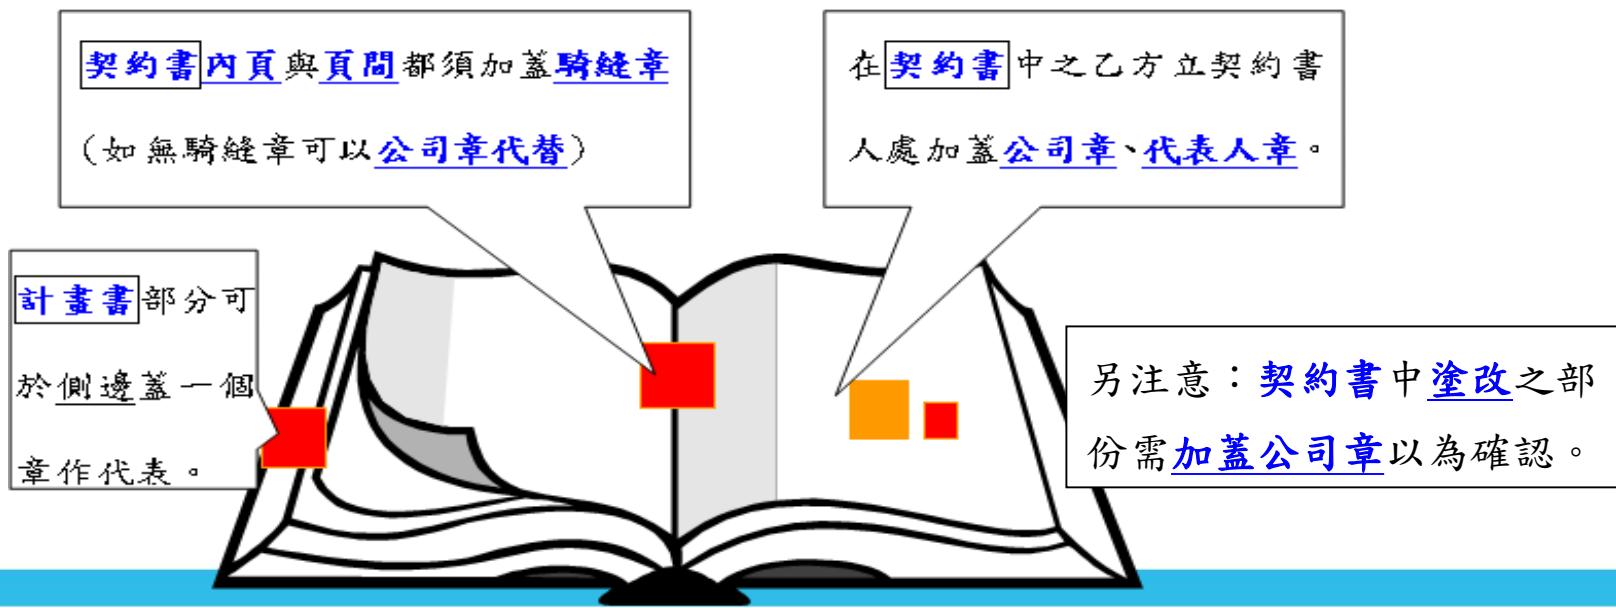 契約書內頁與頁間都須加蓋騎縫章
（如無騎縫章可以公司章代替）
在契約書中之乙方立契約書
人處加蓋公司章、代表人章。
計畫書部分可
於側邊蓋一個
章作代表。
另注意：契約書中塗改之部
份需加蓋公司章以為確認。